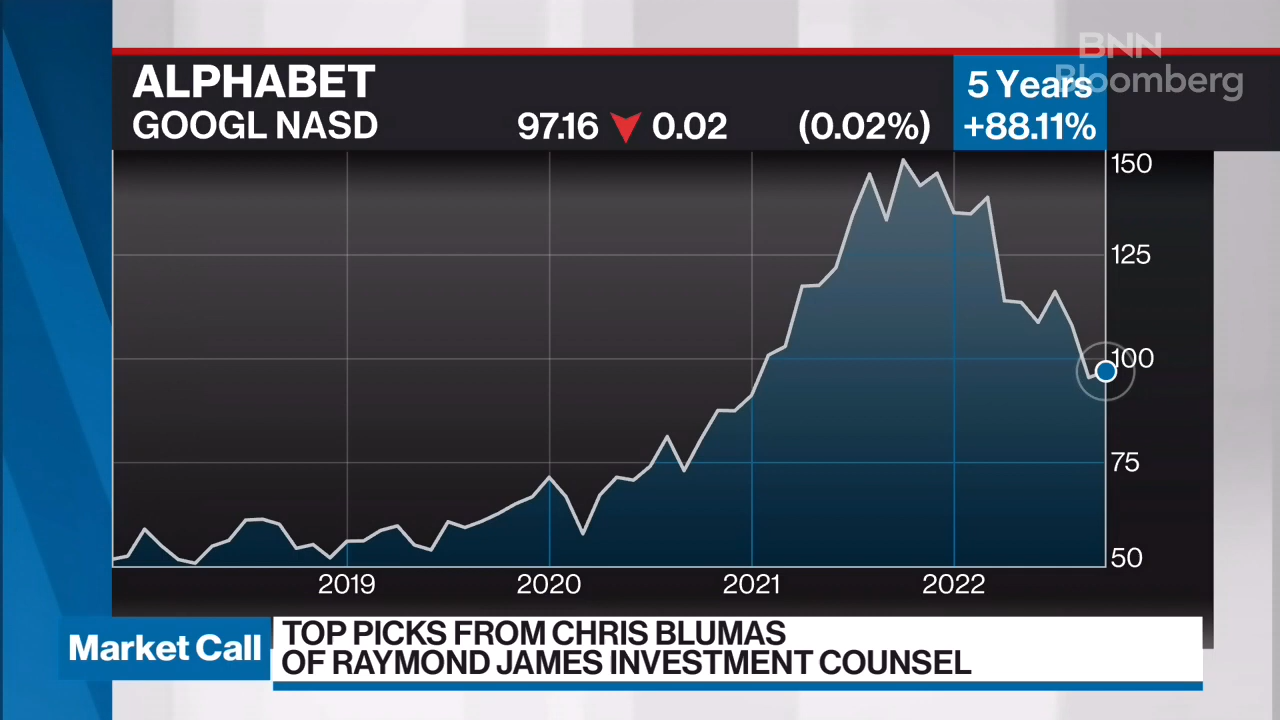 BNN
Bloomberg
ALPHABET
GOOGL NASD
97.16 ▼ 0.02 (0.02%)
5 Years
+88.11%
150
125
100
75
50
2019 2020 2021 2022
Market Call
TOP PICKS FROM CHRIS BLUMAS
OF RAYMOND JAMES INVESTMENT COUNSEL